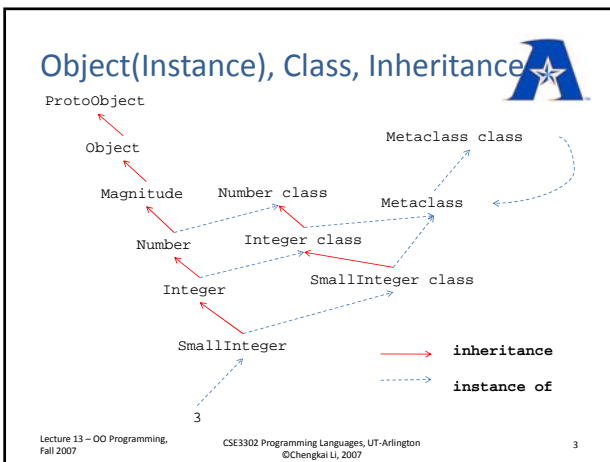 Object(Instance), Class, Inheritance
ProtoObject
Object
Metaclass class
Magnitude
Number class
Metaclass
Number
Integer class
Integer
SmallInteger class
SmallInteger
inheritance
instance of
3
Lecture 13 – OO Programming,
Fall 2007
CSE3302 Programming Languages, UT-Arlington
©Chengkai Li, 2007
3